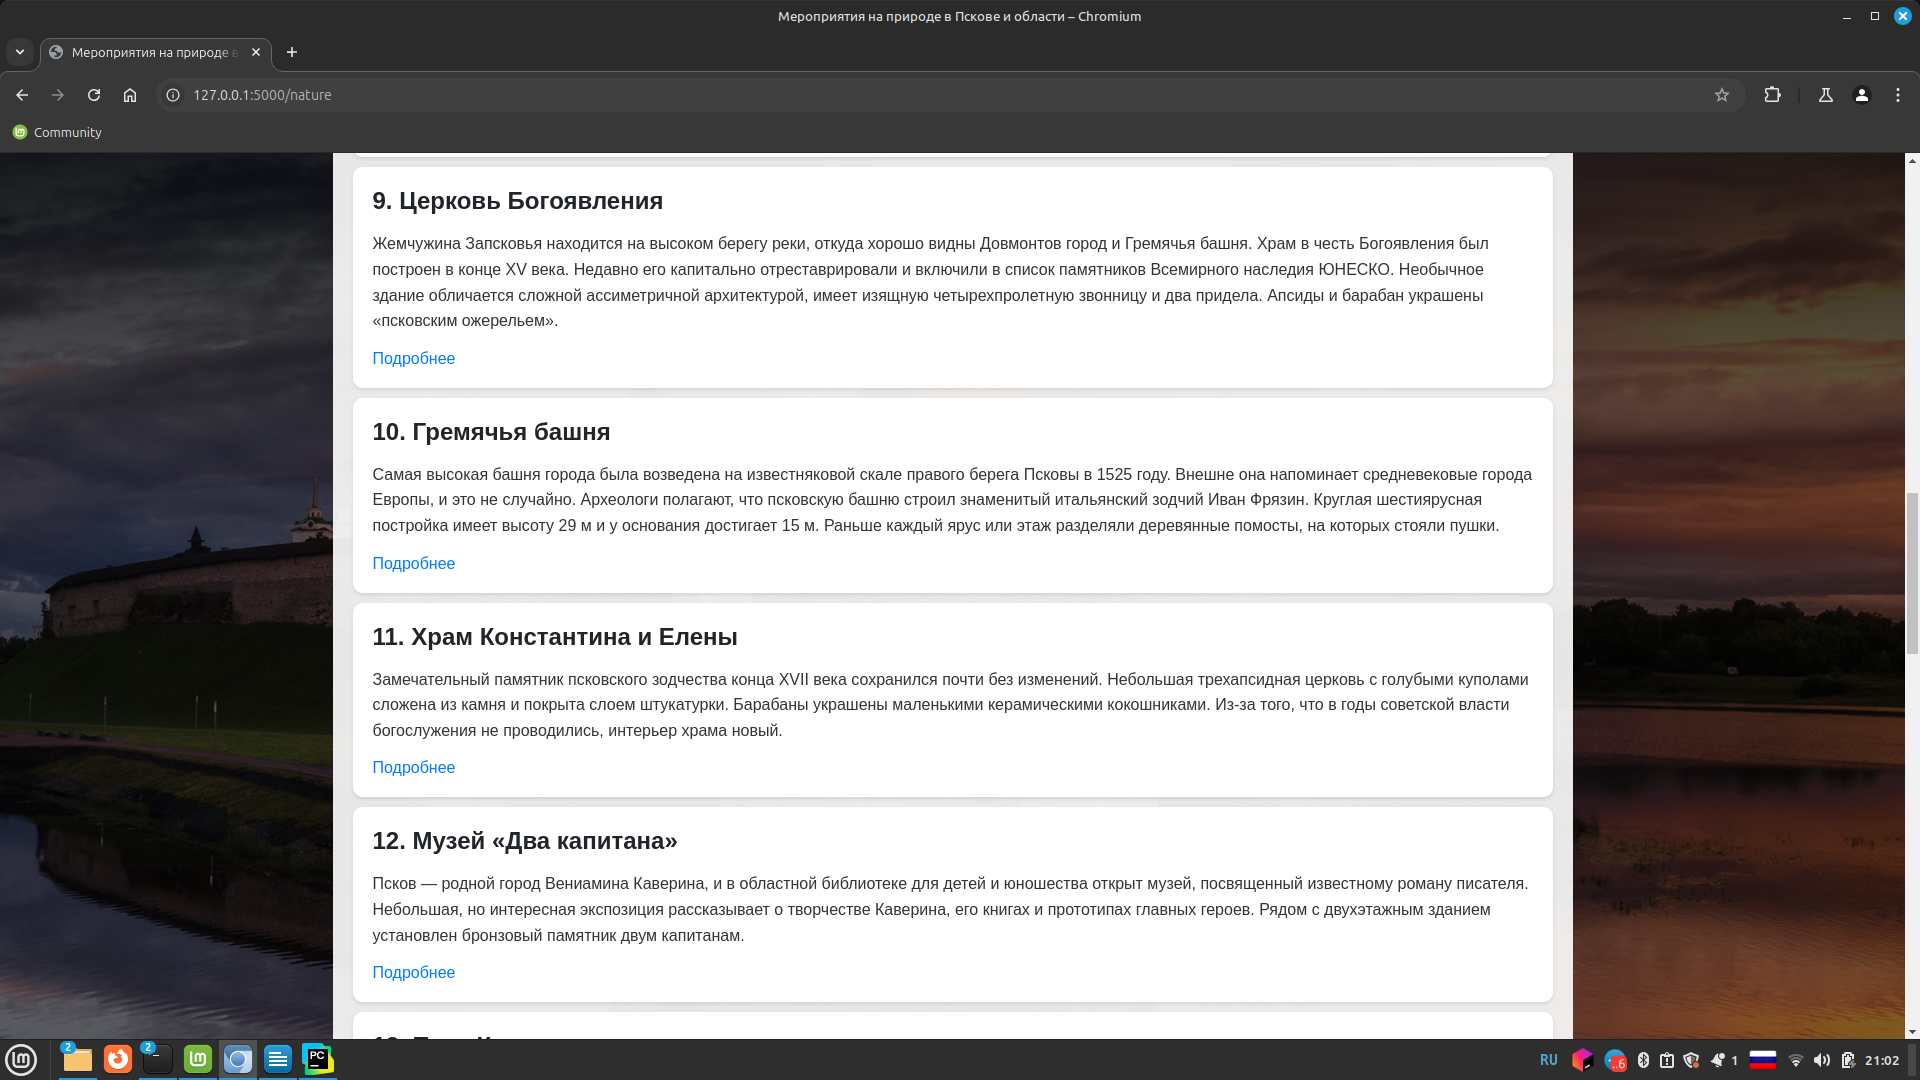 Мероприятия на природе в Пскове и области – Chromium
Мероприятия на природе в
127.0.0.1:5000/nature
Community
9. Церковь Богоявления
Жемчужина Запсковья находится на высоком берегу реки, откуда хорошо видны Довмонтов город и Гремячья башня. Храм в честь Богоявления был
построен в конце XV века. Недавно его капитально отреставрировали и включили в список памятников Всемирного наследия ЮНЕСКО. Необычное
здание обличается сложной ассиметричной архитектурой, имеет изящную четырехпролетную звонницу и два придела. Апсиды и барабан украшены
«псковским ожерельем».
Подробнее
10. Гремячья башня
Самая высокая башня города была возведена на известняковой скале правого берега Псковы в 1525 году. Внешне она напоминает средневековые города
Европы, и это не случайно. Археологи полагают, что псковскую башню строил знаменитый итальянский зодчий Иван Фрязин. Круглая шестиярусная
постройка имеет высоту 29 м и у основания достигает 15 м. Раньше каждый ярус или этаж разделяли деревянные помосты, на которых стояли пушки.
Подробнее
11. Храм Константина и Елены
Замечательный памятник псковского зодчества конца XVII века сохранился почти без изменений. Небольшая трехапсидная церковь с голубыми куполами
сложена из камня и покрыта слоем штукатурки. Барабаны украшены маленькими керамическими кокошниками. Из-за того, что в годы советской власти
богослужения не проводились, интерьер храма новый.
Подробнее
12. Музей «Два капитана»
Псков — родной город Вениамина Каверина, и в областной библиотеке для детей и юношества открыт музей, посвященный известному роману писателя.
Небольшая, но интересная экспозиция рассказывает о творчестве Каверина, его книгах и прототипах главных героев. Рядом с двухэтажным зданием
установлен бронзовый памятник двум капитанам.
Подробнее
2
2
PC
RU
..6
1
21:02